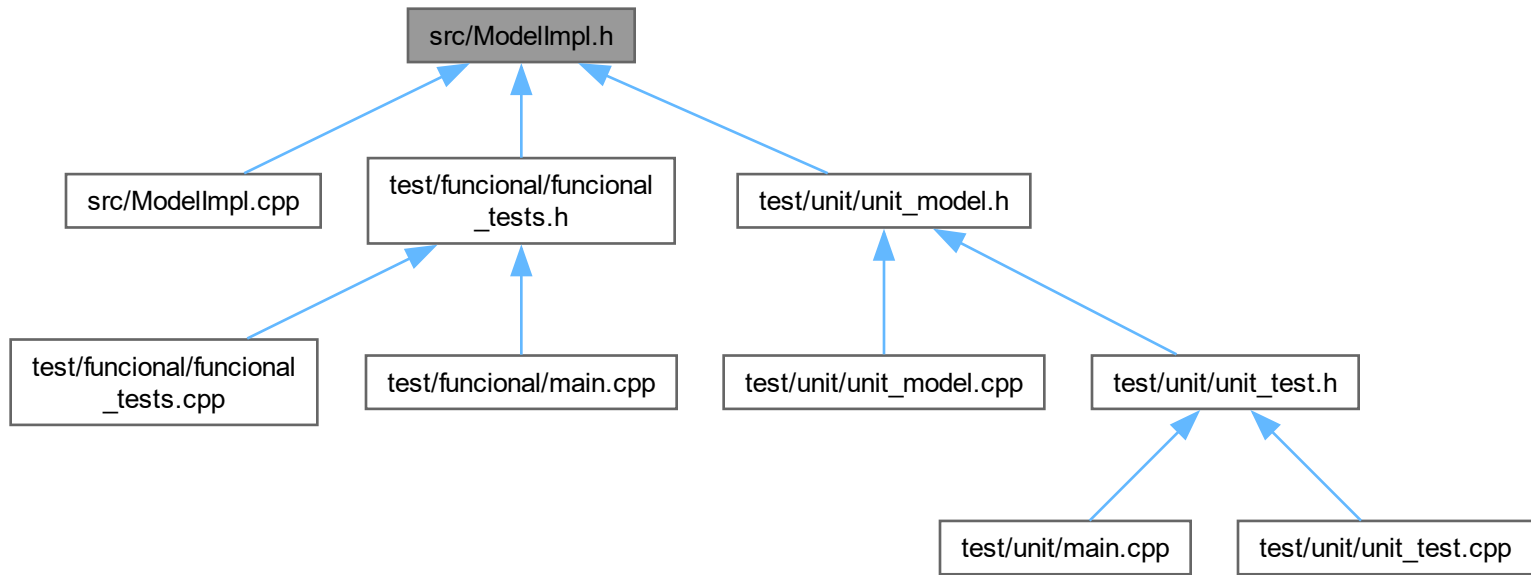 src/ModelImpl.h
src/ModelImpl.cpp
test/funcional/funcional
_tests.h
test/unit/unit_model.h
test/funcional/funcional
_tests.cpp
test/funcional/main.cpp
test/unit/unit_model.cpp
test/unit/unit_test.h
test/unit/main.cpp
test/unit/unit_test.cpp